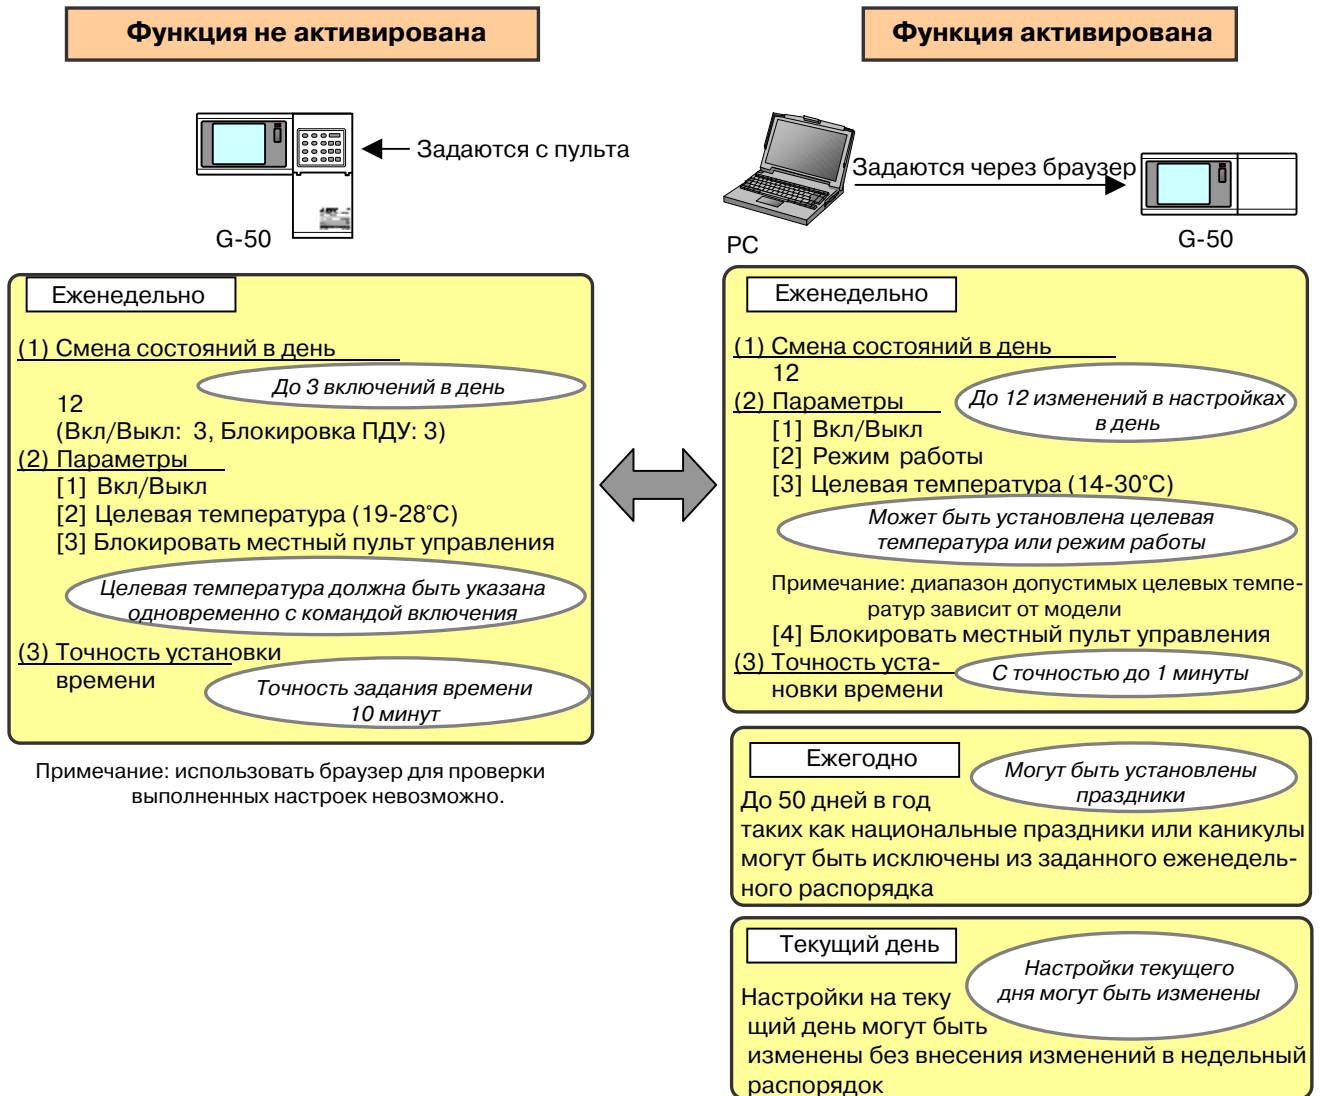 Функция не активирована
Задаются с пульта
G-50
Еженедельно
(1) Смена состояний в день
До 3 включений в день
12
(Вкл/Выкл: 3, Блокировка ПДУ: 3)
(2) Параметры
[1] Вкл/Выкл
[2] Целевая температура (19-28°C)
[3] Блокировать местный пульт управления
Целевая температура должна быть указана
одновременно с командой включения
(3) Точность установки
времени
Точность задания времени
10 минут
Примечание: использовать браузер для проверки
выполненных настроек невозможно.
Функция активирована
Задаются через браузер
PC
G-50
Еженедельно
(1) Смена состояний в день
12
(2) Параметры
До 12 изменений в настройках
в день
[1] Вкл/Выкл
[2] Режим работы
[3] Целевая температура (14-30°C)
Может быть установлена целевая
температура или режим работы
Примечание: диапазон допустимых целевых темпе-
ратур зависит от модели
[4] Блокировать местный пульт управления
(3) Точность уста-
новки времени
С точностью до 1 минуты
Ежегодно
Могут быть установлены
праздники
До 50 дней в год
таких как национальные праздники или каникулы
могут быть исключены из заданного еженедель-
ного распорядка
Текущий день
Настройки текущего
дня могут быть изменены
Настройки на теку
щий день могут быть
изменены без внесения изменений в недельный
распорядок